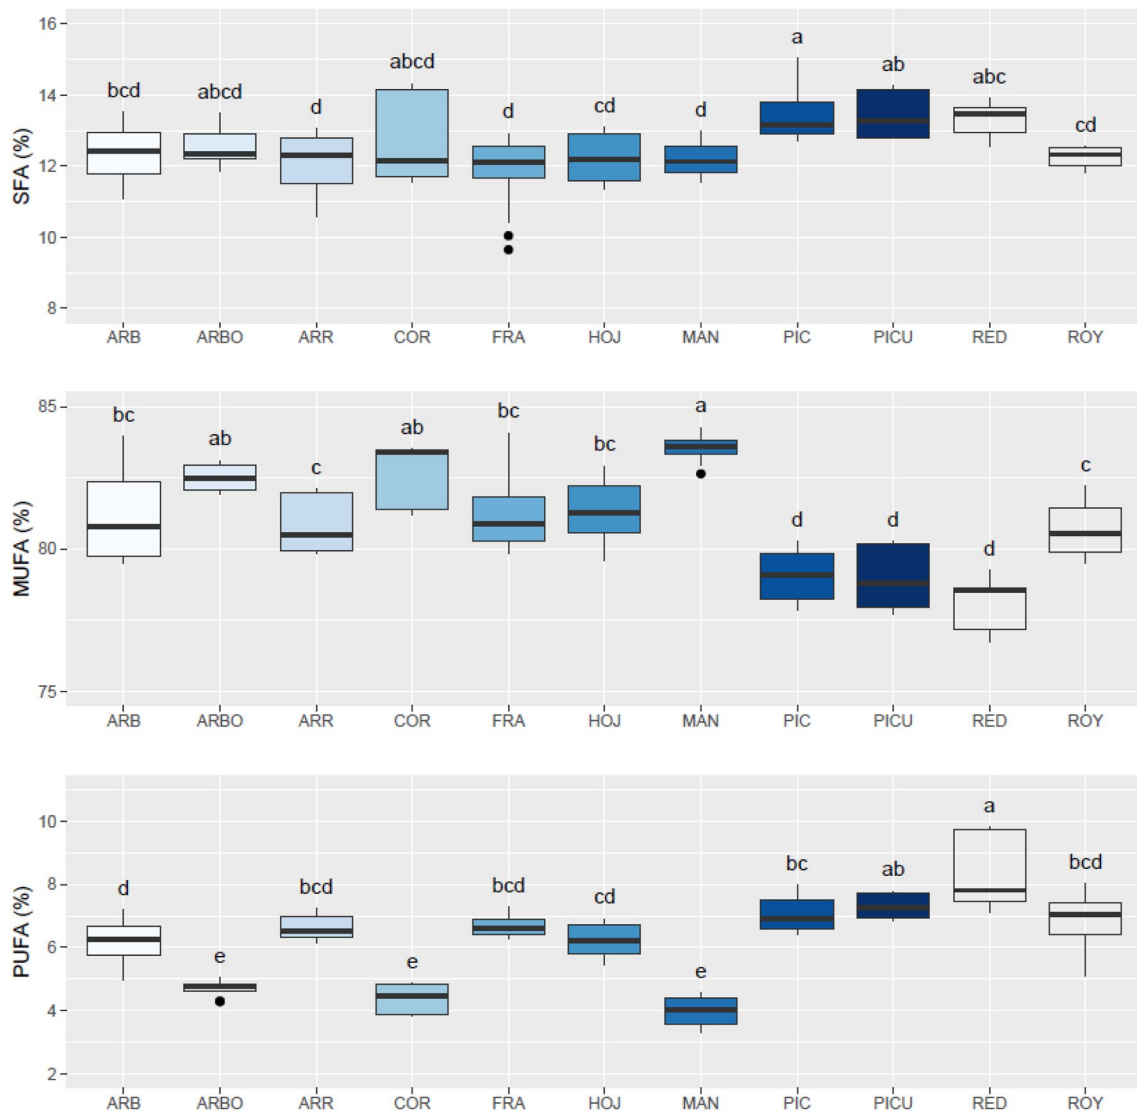 16
a
abcd
ab
14
bcd
abcd
abc
d
d
cd
d
cd
SFA (%)
12
10
8
ARB ARBO ARR COR FRA HOJ MAN PIC PICU RED ROY
85
bc
bc
a
ab
ab
bc
c
c
MUFA (%)
80
d
d
d
75
ARB ARBO ARR COR FRA HOJ MAN PIC PICU RED ROY
10
a
PUFA (%)
8
d
bcd
bcd
cd
bc
ab
bcd
6
e
e
e
4
2
ARB ARBO ARR COR FRA HOJ MAN PIC PICU RED ROY